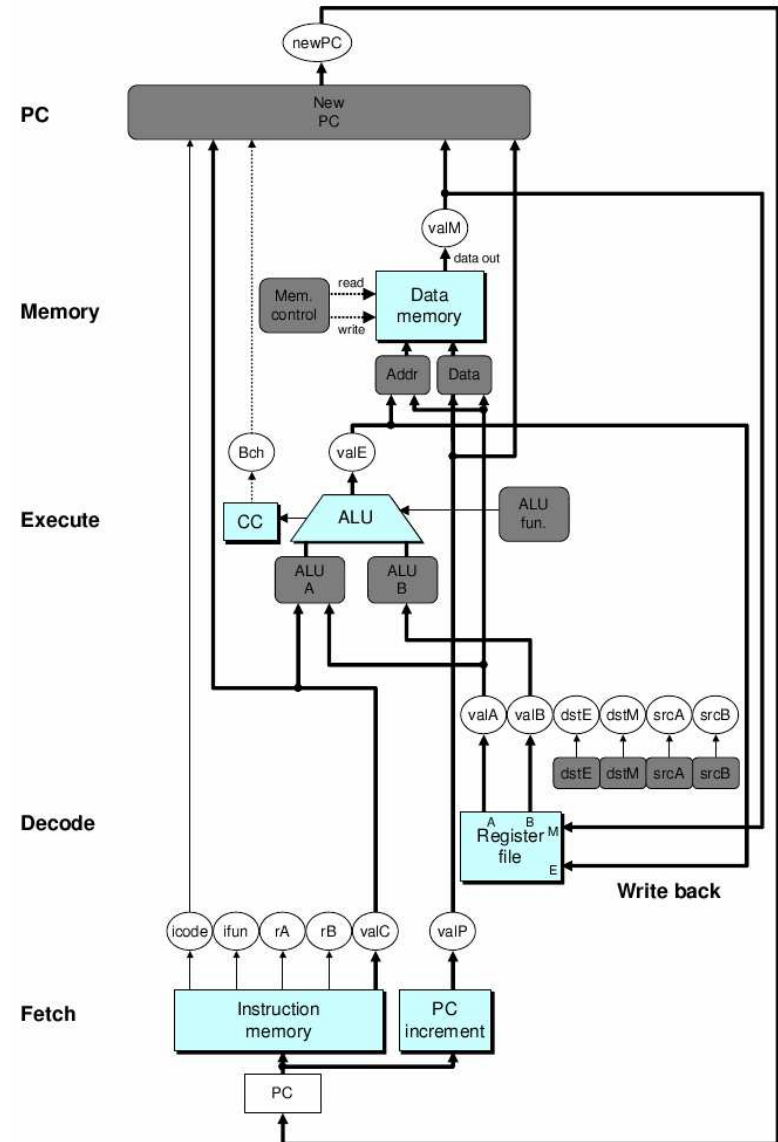 newPC
New
PC
PC
valM
data out
read
Mem.
control
Data
memory
Memory
write
Addr
Data
Bch
valE
Execute
CC
ALU
ALU
fun.
ALU
A
ALU
B
valA
valB
dstE
dstM
srcA
srcB
dstE
dstM
srcA
srcB
Decode
A
B
Register
file
M
E
Write back
icode
ifun
rA
rB
valC
valP
Fetch
Instruction
memory
PC
increment
PC